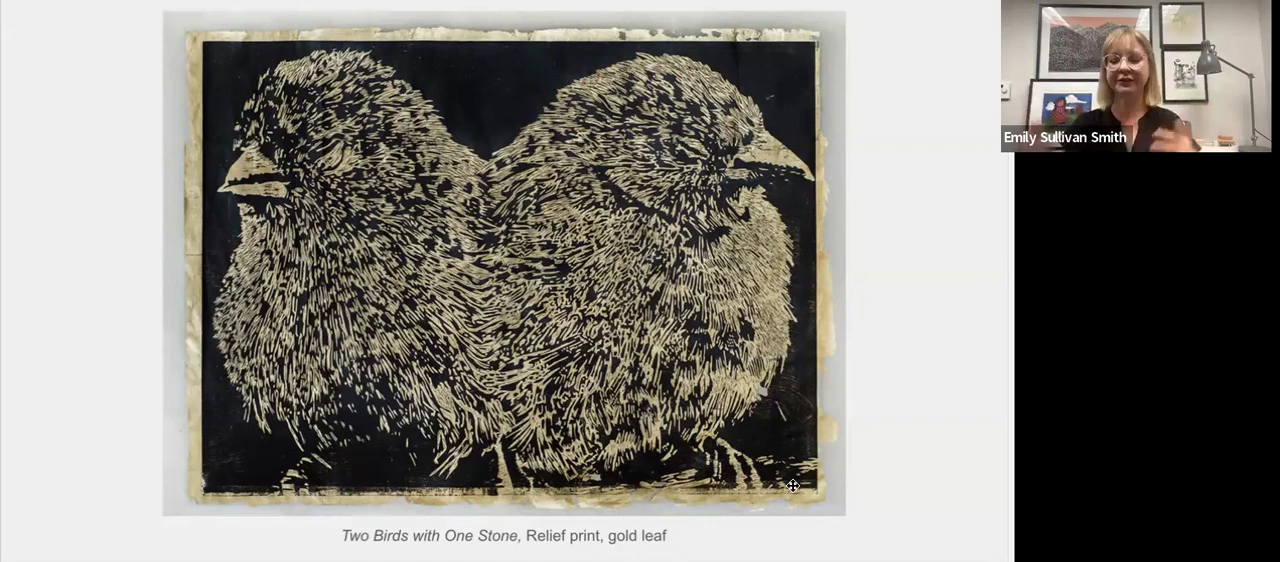 Emily Sullivan Smith
Two Birds with One Stone, Relief print, gold leaf